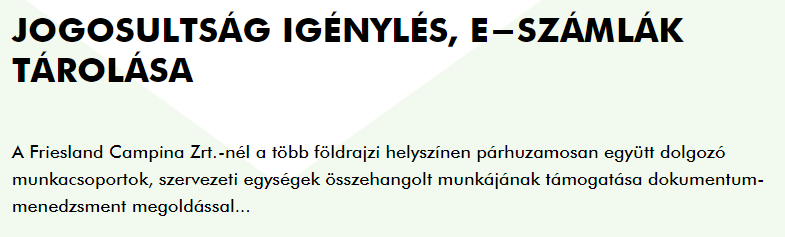 JOGOSULTSÁG IGÉNYLÉS, E–SZÁMLÁK
TÁROLÁSA
A Friesland Campina Zrt.-nél a több földrajzi helyszínen párhuzamosan együtt dolgozó
munkacsoportok, szervezeti egységek összehangolt munkájának támogatása dokumentum-
menedzsment megoldással...